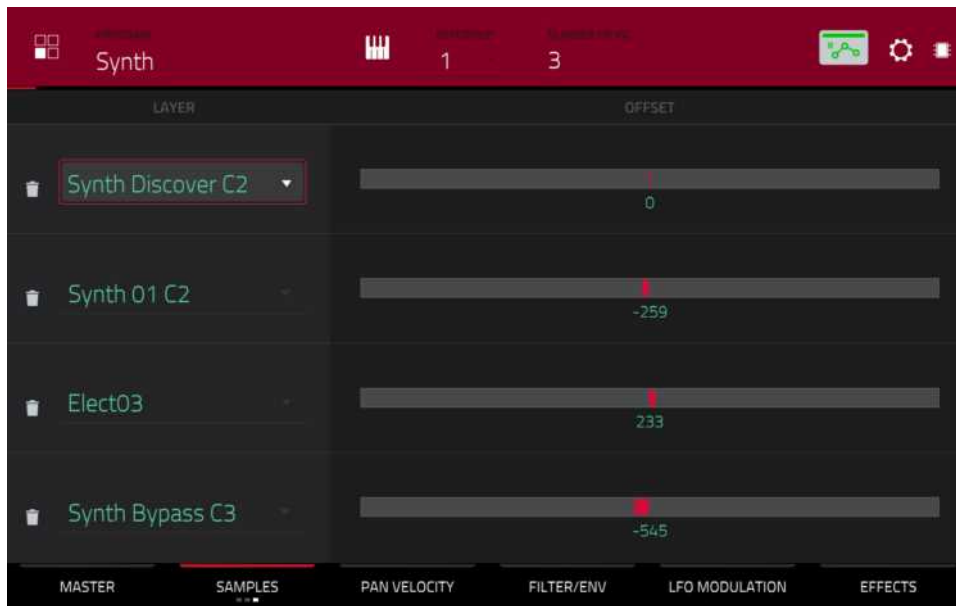 Synth
1
3
LAYER OFFSET
Synth Discover C2
0
Synth 01 C2
-259
Elect03
233
Synth Bypass C3
-545
MASTER SAMPLES PAN VELOCITY FILTER/ENV LFO MODULATION EFFECTS